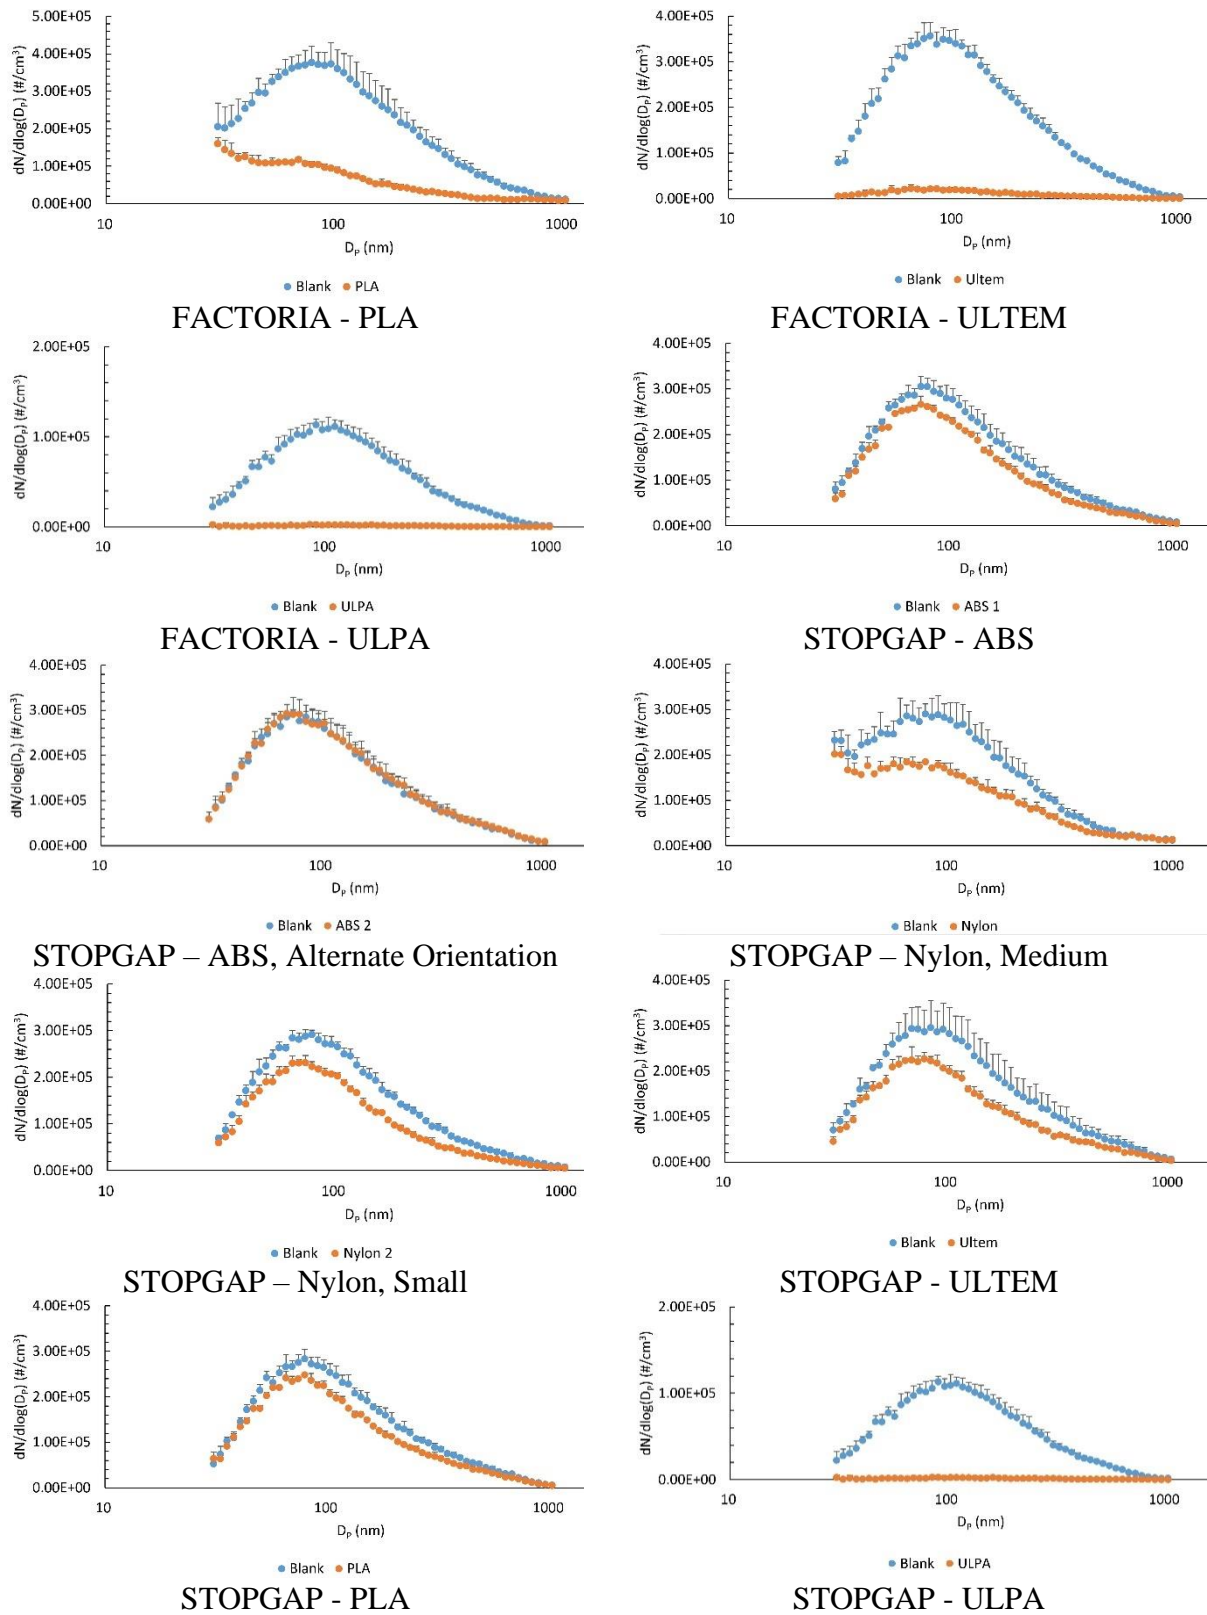 5.00E+05
4.00E+05
3.00E+05
2.00E+05
1.00E+05
0.00E+00
dN/dlog(Dₚ) (#/cm³)
10 100 1000
Dₚ (nm)
Blank PLA
FACTORIA - PLA
4.00E+05
3.00E+05
2.00E+05
1.00E+05
0.00E+00
dN/dlog(Dₚ) (#/cm³)
10 100 1000
Dₚ (nm)
Blank Ultem
FACTORIA - ULTEM
2.00E+05
1.00E+05
0.00E+00
dN/dlog(Dₚ) (#/cm³)
10 100 1000
Dₚ (nm)
Blank ULPA
FACTORIA - ULPA
4.00E+05
3.00E+05
2.00E+05
1.00E+05
0.00E+00
dN/dlog(Dₚ) (#/cm³)
10 100 1000
Dₚ (nm)
Blank ABS 1
STOPGAP - ABS
4.00E+05
3.00E+05
2.00E+05
1.00E+05
0.00E+00
dN/dlog(Dₚ) (#/cm³)
10 100 1000
Dₚ (nm)
Blank ABS 2
STOPGAP – ABS, Alternate Orientation
4.00E+05
3.00E+05
2.00E+05
1.00E+05
0.00E+00
dN/dlog(Dₚ) (#/cm³)
10 100 1000
Dₚ (nm)
Blank Nylon
STOPGAP – Nylon, Medium
4.00E+05
3.00E+05
2.00E+05
1.00E+05
0.00E+00
dN/dlog(Dₚ) (#/cm³)
10 100 1000
Dₚ (nm)
Blank Nylon 2
STOPGAP – Nylon, Small
4.00E+05
3.00E+05
2.00E+05
1.00E+05
0.00E+00
dN/dlog(Dₚ) (#/cm³)
10 100 1000
Dₚ (nm)
Blank Ultem
STOPGAP - ULTEM
4.00E+05
3.00E+05
2.00E+05
1.00E+05
0.00E+00
dN/dlog(Dₚ) (#/cm³)
10 100 1000
Dₚ (nm)
Blank PLA
STOPGAP - PLA
2.00E+05
1.00E+05
0.00E+00
dN/dlog(Dₚ) (#/cm³)
10 100 1000
Dₚ (nm)
Blank ULPA
STOPGAP - ULPA